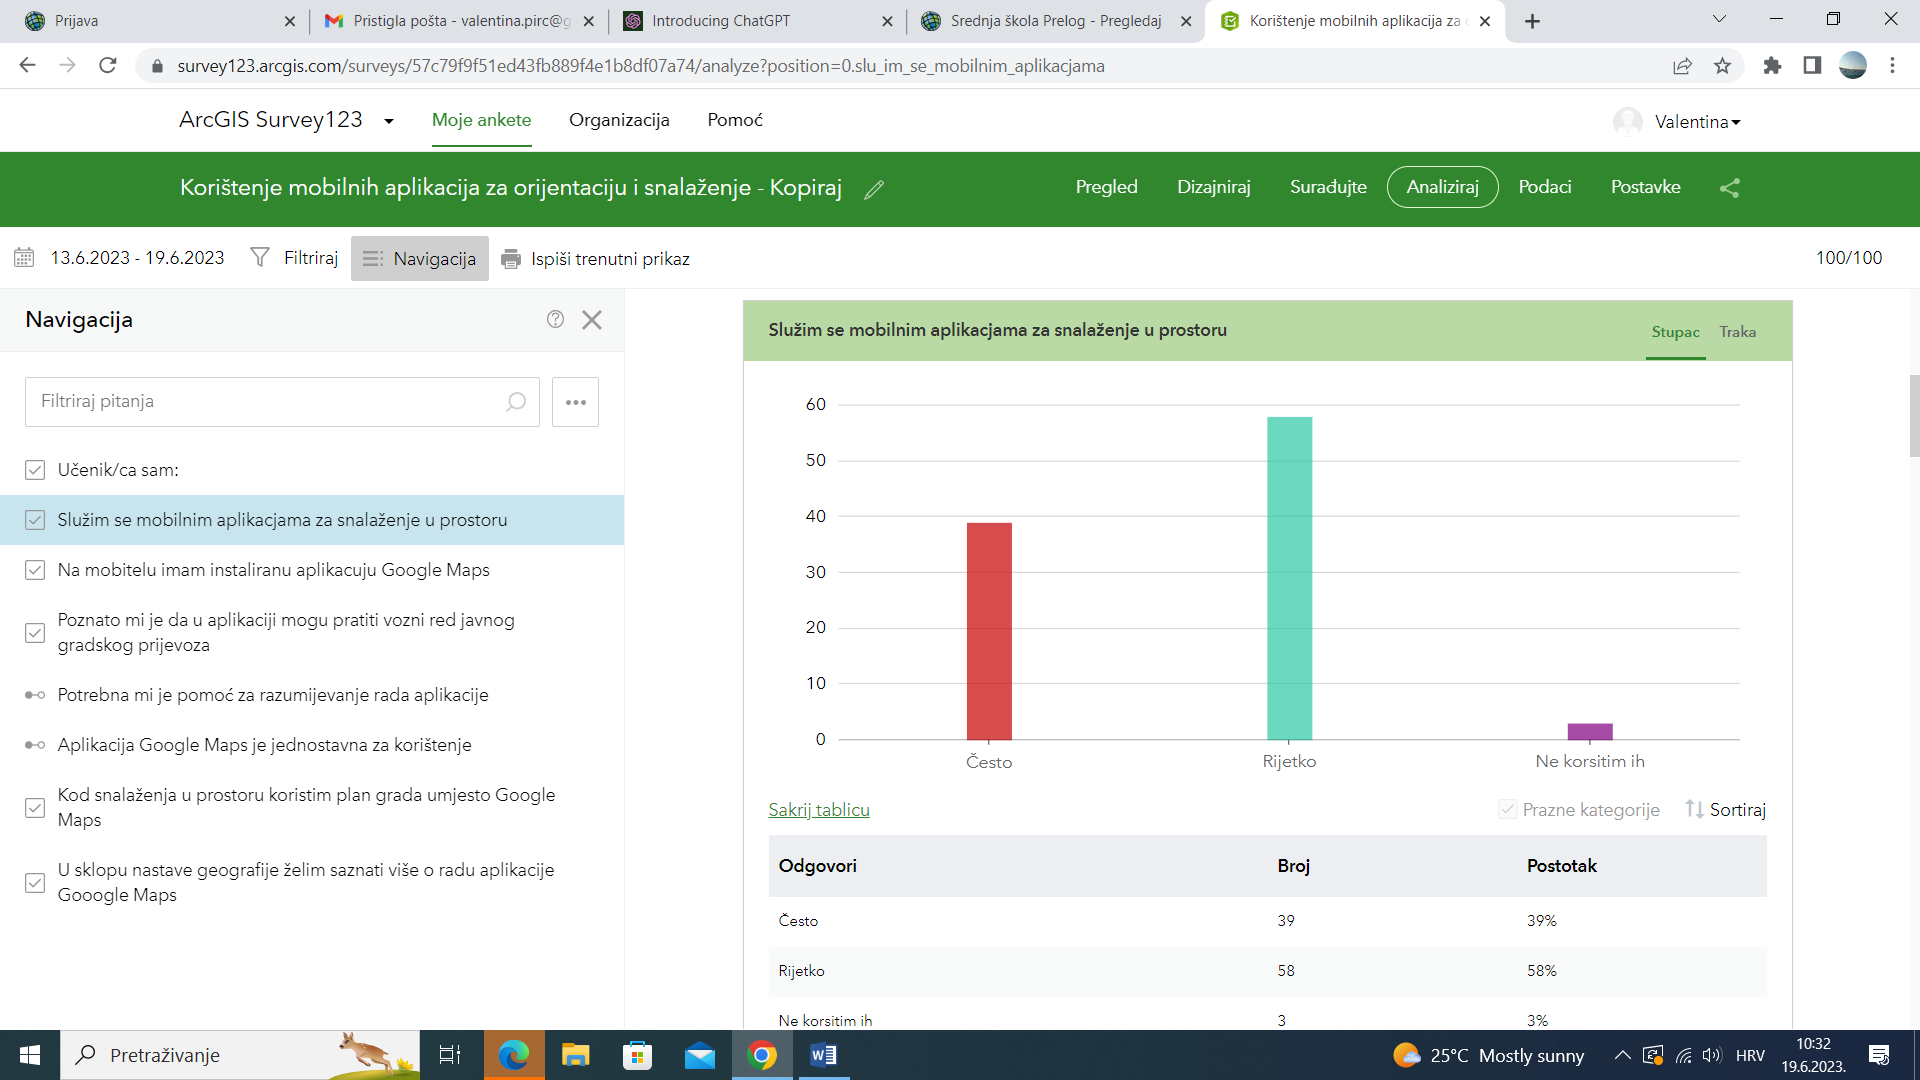 Prijava
Pristigla pošta - valentina.pirc@g
Introducing ChatGPT
Srednja škola Prelog - Pregledaj
Korištenje mobilnih aplikacija za
survey123.arcgis.com/surveys/57c79f9f51ed43fb889f4e1b8df07a74/analyze?position=0.slu_im_se_mobilnim_aplikacjama
ArcGIS Survey123
Moje ankete
Organizacija
Pomoć
Valentina
Korištenje mobilnih aplikacija za orijentaciju i snalaženje - Kopiraj
Pregled
Dizajniraj
Suradujte
Analiziraj
Podaci
Postavke
13.6.2023 - 19.6.2023
Filtriraj
Navigacija
Ispiši trenutni prikaz
100/100
Navigacija
Filtriraj pitanja
Učenik/ca sam:
Služim se mobilnim aplikacjama za snalaženje u prostoru
Na mobitelu imam instaliranu aplikacuju Google Maps
Poznato mi je da u aplikaciji mogu pratiti vozni red javnog
gradskog prijevoza
Potrebna mi je pomoć za razumijevanje rada aplikacije
Aplikacija Google Maps je jednostavna za korištenje
Kod snalaženja u prostoru koristim plan grada umjesto Google
Maps
U sklopu nastave geografije želim saznati više o radu aplikacije
Gooogle Maps
Služim se mobilnim aplikacjama za snalaženje u prostoru
Stupac
Traka
60
50
40
30
20
10
0
Često
Rijetko
Ne korsitim ih
Sakrij tablicu
Prazne kategorije
Sortiraj
Odgovori Broj Postotak
Često 39 39%
Rijetko 58 58%
Ne korsitim ih 3 3%
Pretraživanje
25°C Mostly sunny
HRV
10:32
19.6.2023.